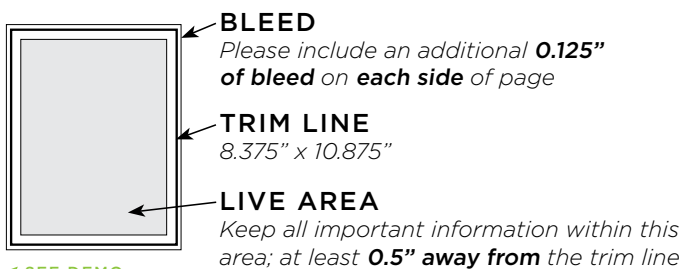 BLEED
Please include an additional 0.125”
of bleed on each side of page
TRIM LINE
8.375” x 10.875”
LIVE AREA
Keep all important information within this
area; at least 0.5” away from the trim line